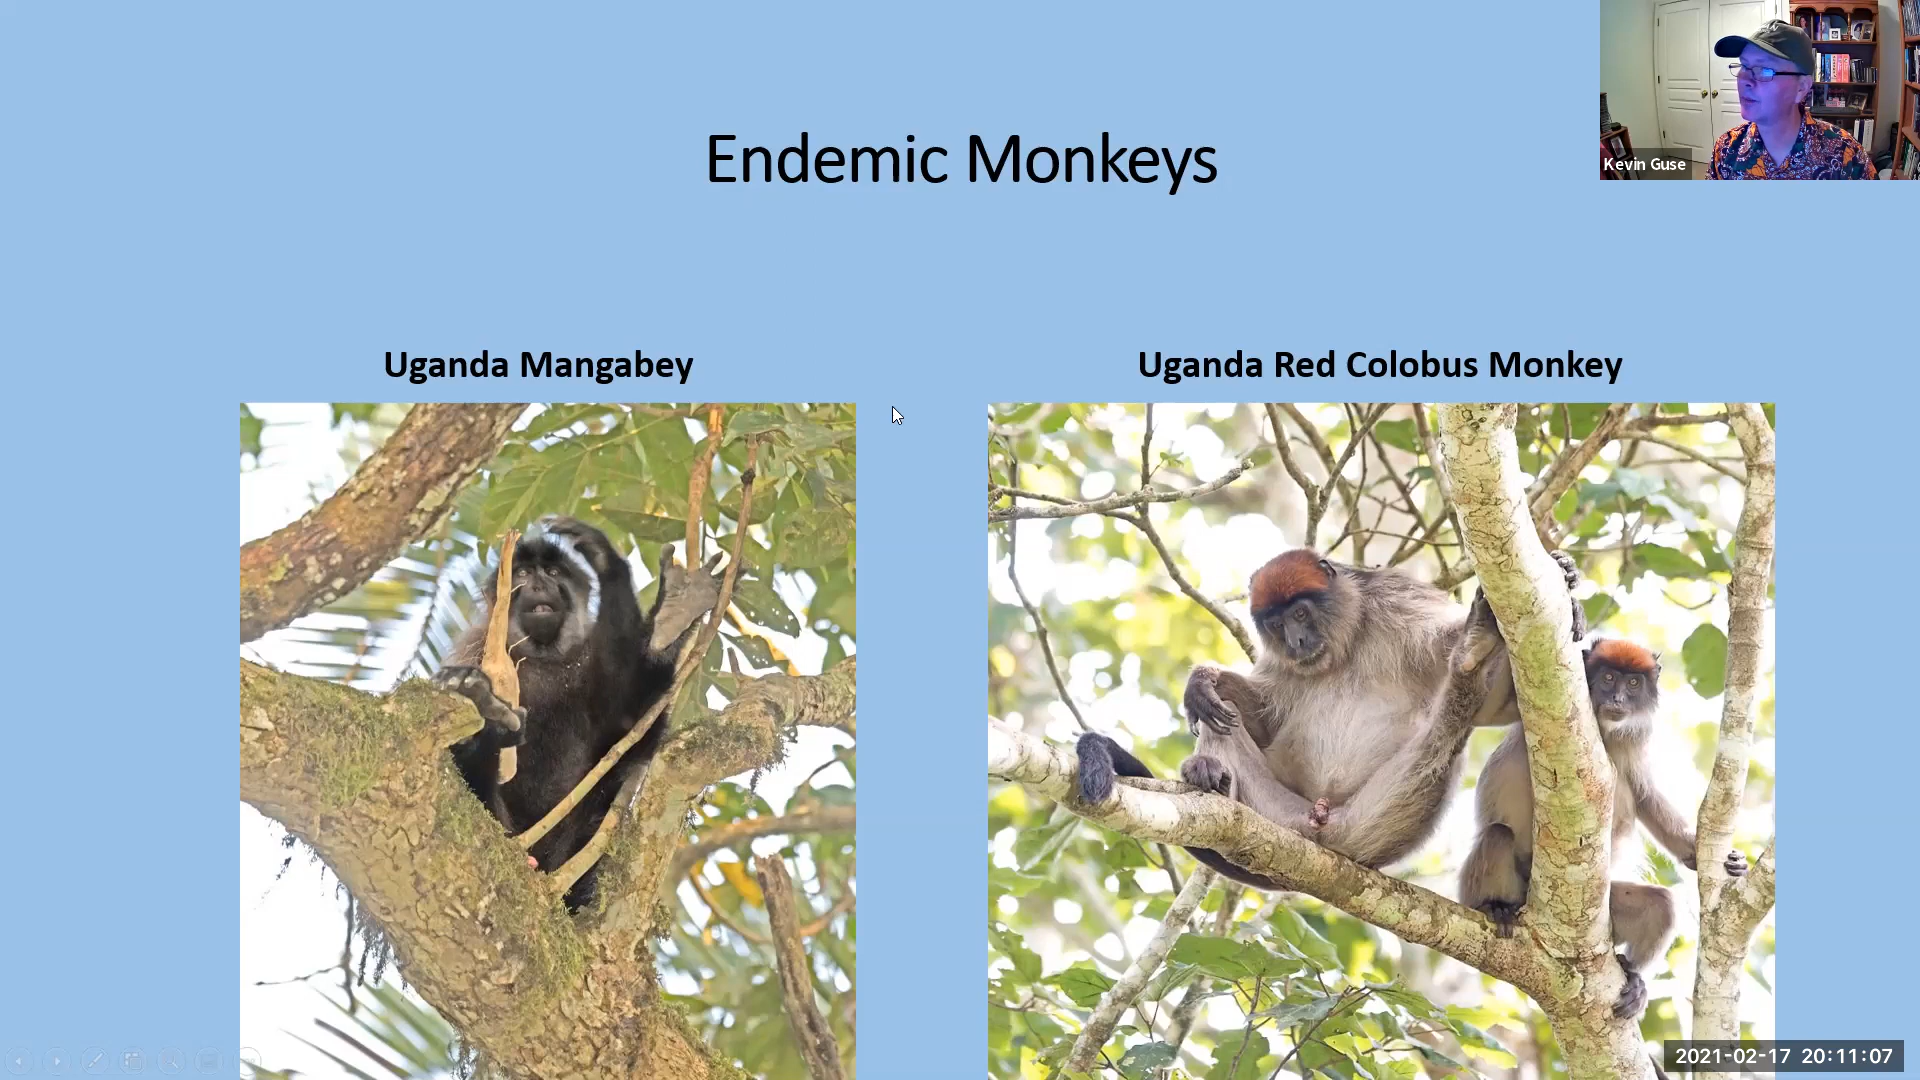 Endemic Monkeys
Kevin Guse
Uganda Mangabey
Uganda Red Colobus Monkey
2021-02-17 20:11:07